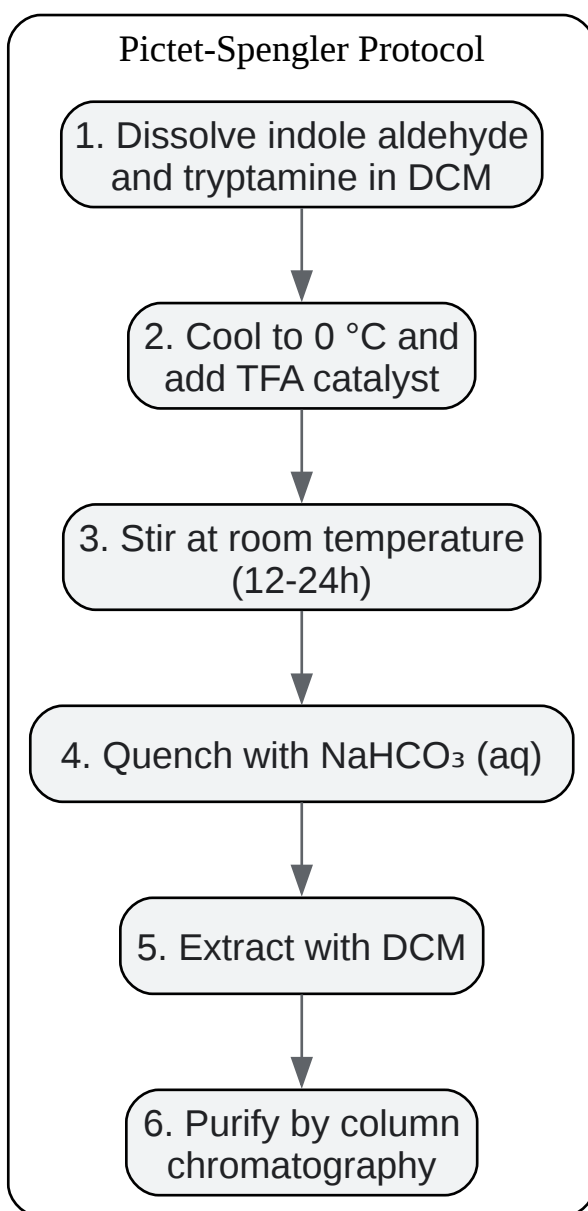 Pictet-Spengler Protocol
1. Dissolve indole aldehyde
and tryptamine in DCM
2. Cool to 0 °C and
add TFA catalyst
3. Stir at room temperature
(12-24h)
4. Quench with NaHCO₃ (aq)
5. Extract with DCM
6. Purify by column
chromatography